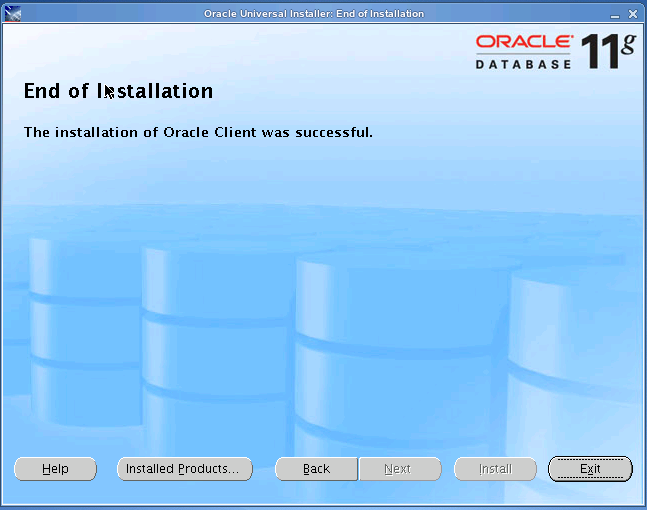 Oracle Universal Installer: End of Installation
ORACLE
DATABASE
11g
End of Installation
The installation of Oracle Client was successful.
Help
Installed Products...
Back
Next
Install
Exit